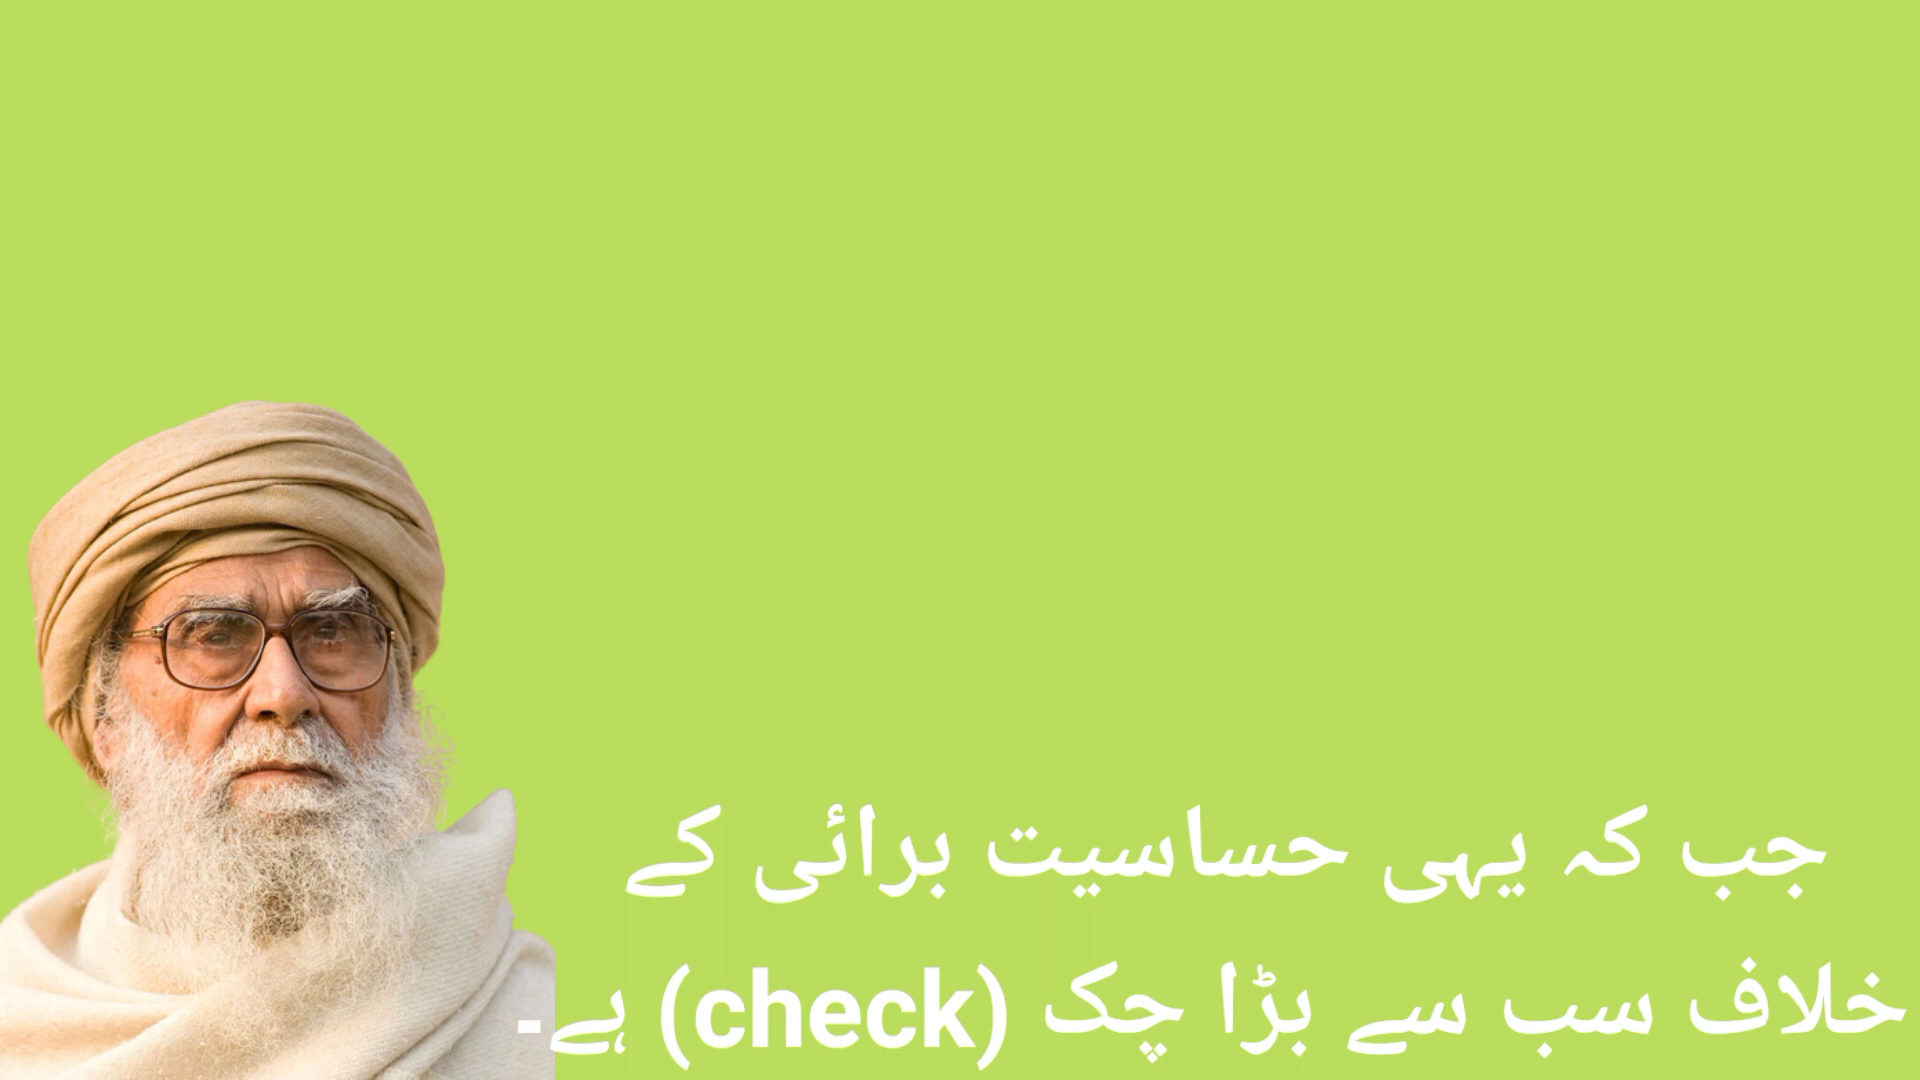 جب کہ یہی حساسیت برائی کے
خلاف سب سے بڑا چک (check) ہے۔